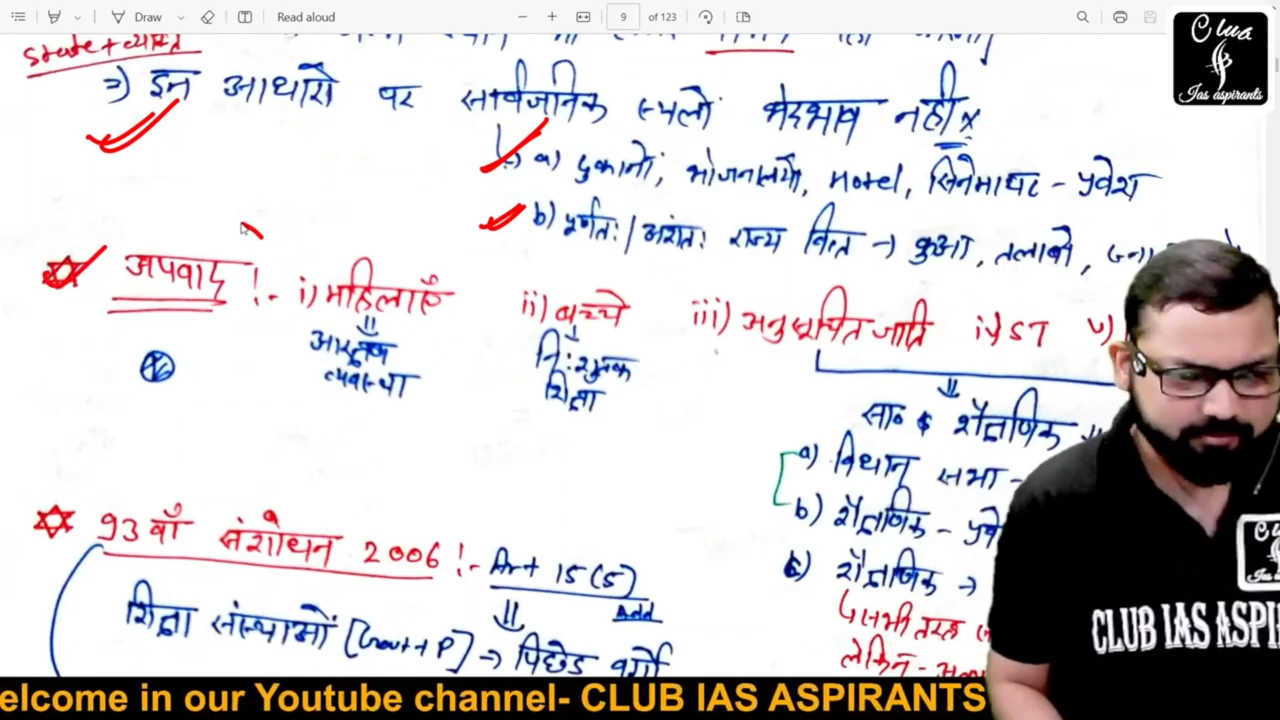 Draw
Read aloud
9 of 123
Club
Ias aspirants
State +
=) इन आधारों पर सार्वजनिक स्थलों भेदभाव नहीं x
a) दुकानों, भोजनालयों, Hotel, सिनेमाघर - प्रवेश
b) पूर्णतः / अंशतः राज्य वित्त → कुआ, तलाबो,
अपवाद !- i) महिलाएँ ii) बच्चे iii) अनुसूचित जाति iv) ST v)
आरक्षण व्यवस्था
निःशुल्क शिक्षा
सा० & शैक्षणिक
a) विधान सभा -
b) शैक्षणिक -
c) शैक्षणिक →
लेकिन -
93 वाँ संशोधन 2006 !- Art 15 (5)
Add
शिक्षा संस्थाओं [Govt + P] → पिछड़े वर्गों
CLUB IAS ASPI
elcome in our Youtube channel- CLUB IAS ASPIRANTS